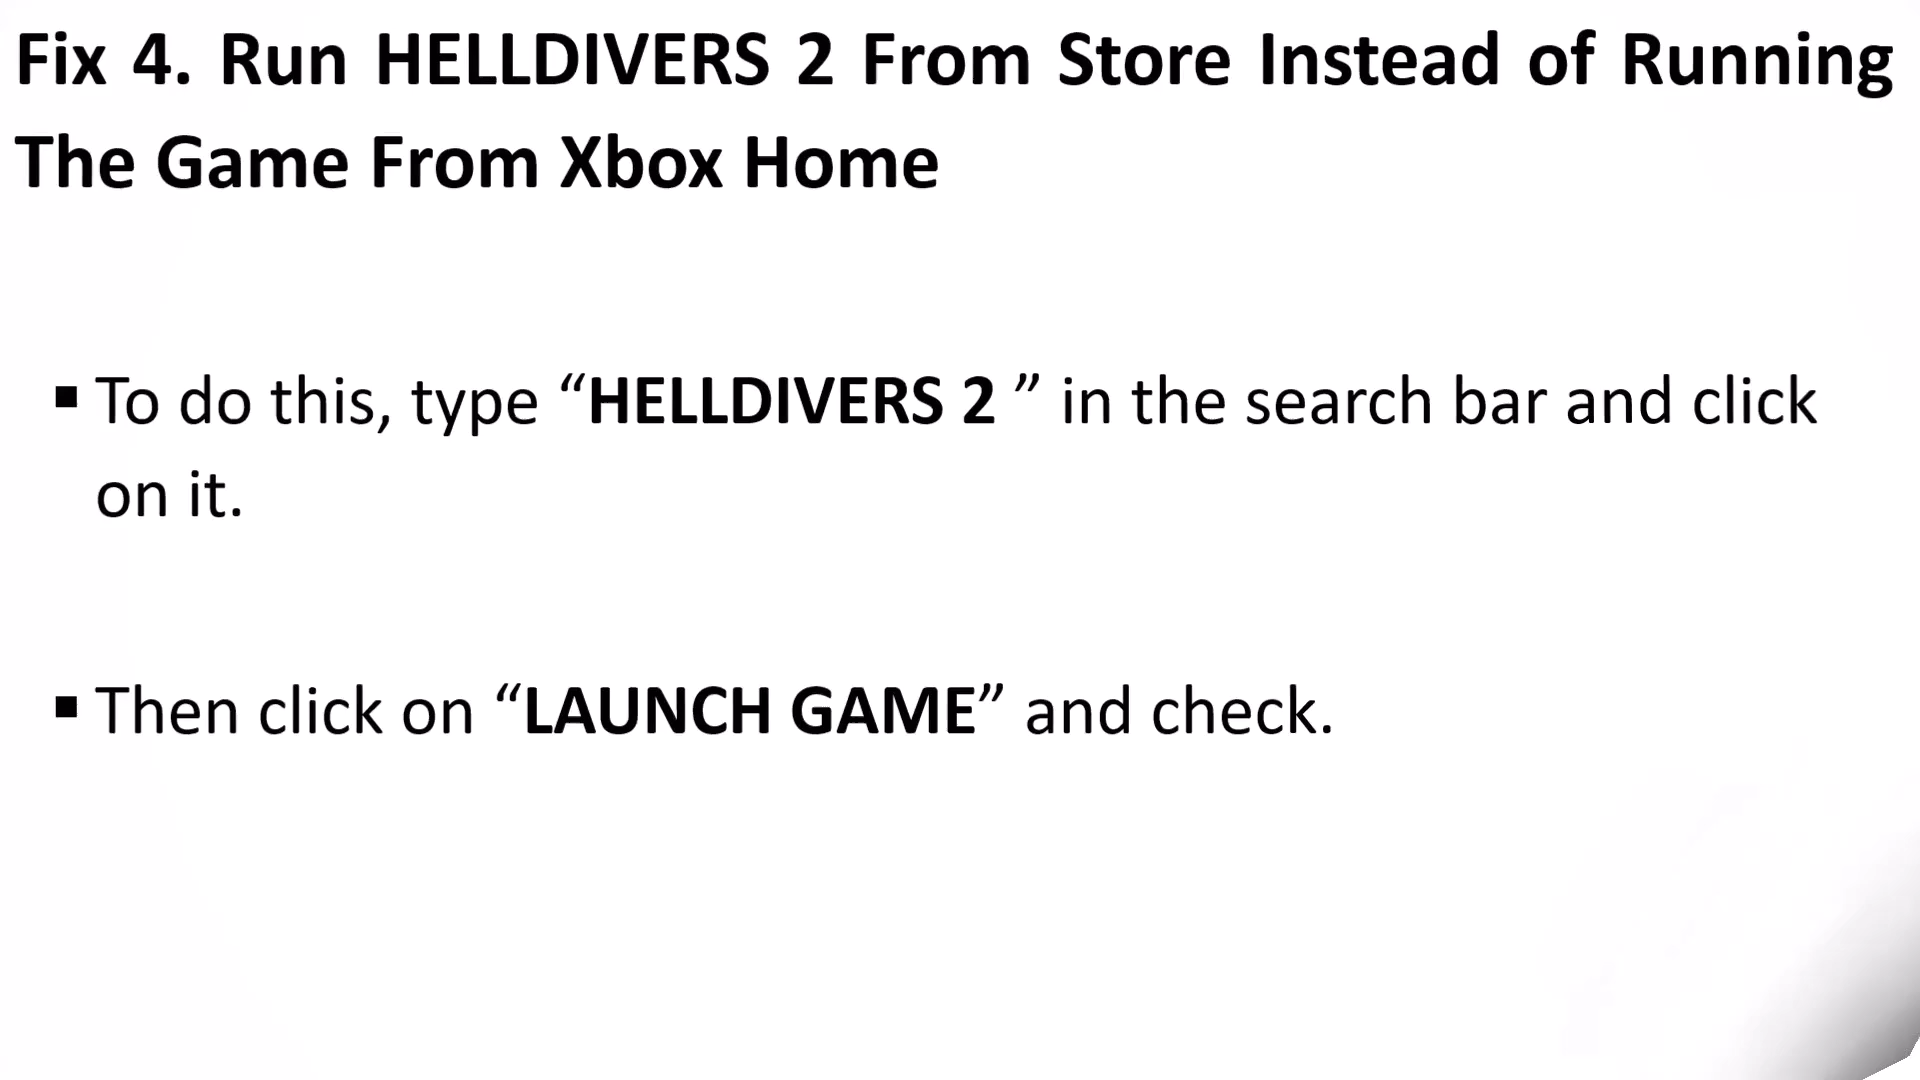 Fix 4. Run HELLDIVERS 2 From Store Instead of Running
The Game From Xbox Home
▪ To do this, type “HELLDIVERS 2 ” in the search bar and click
on it.
▪ Then click on “LAUNCH GAME” and check.